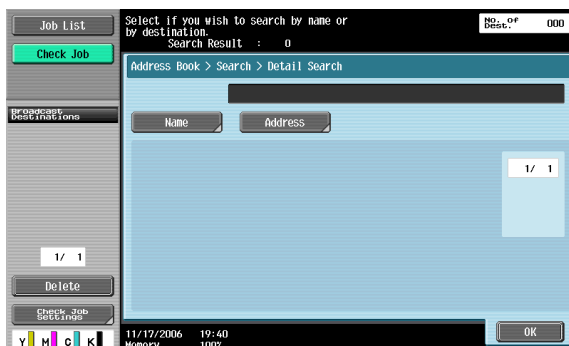 Job List
Check Job
Select if you wish to search by name or
by destination.
Search Result : 0
No. of
Dest. 000
Address Book > Search > Detail Search
Broadcast
Destinations
Name
Address
1/ 1
1/ 1
Delete
Check Job
Settings
Y M C K
11/17/2006 19:40
Memory 100%
OK